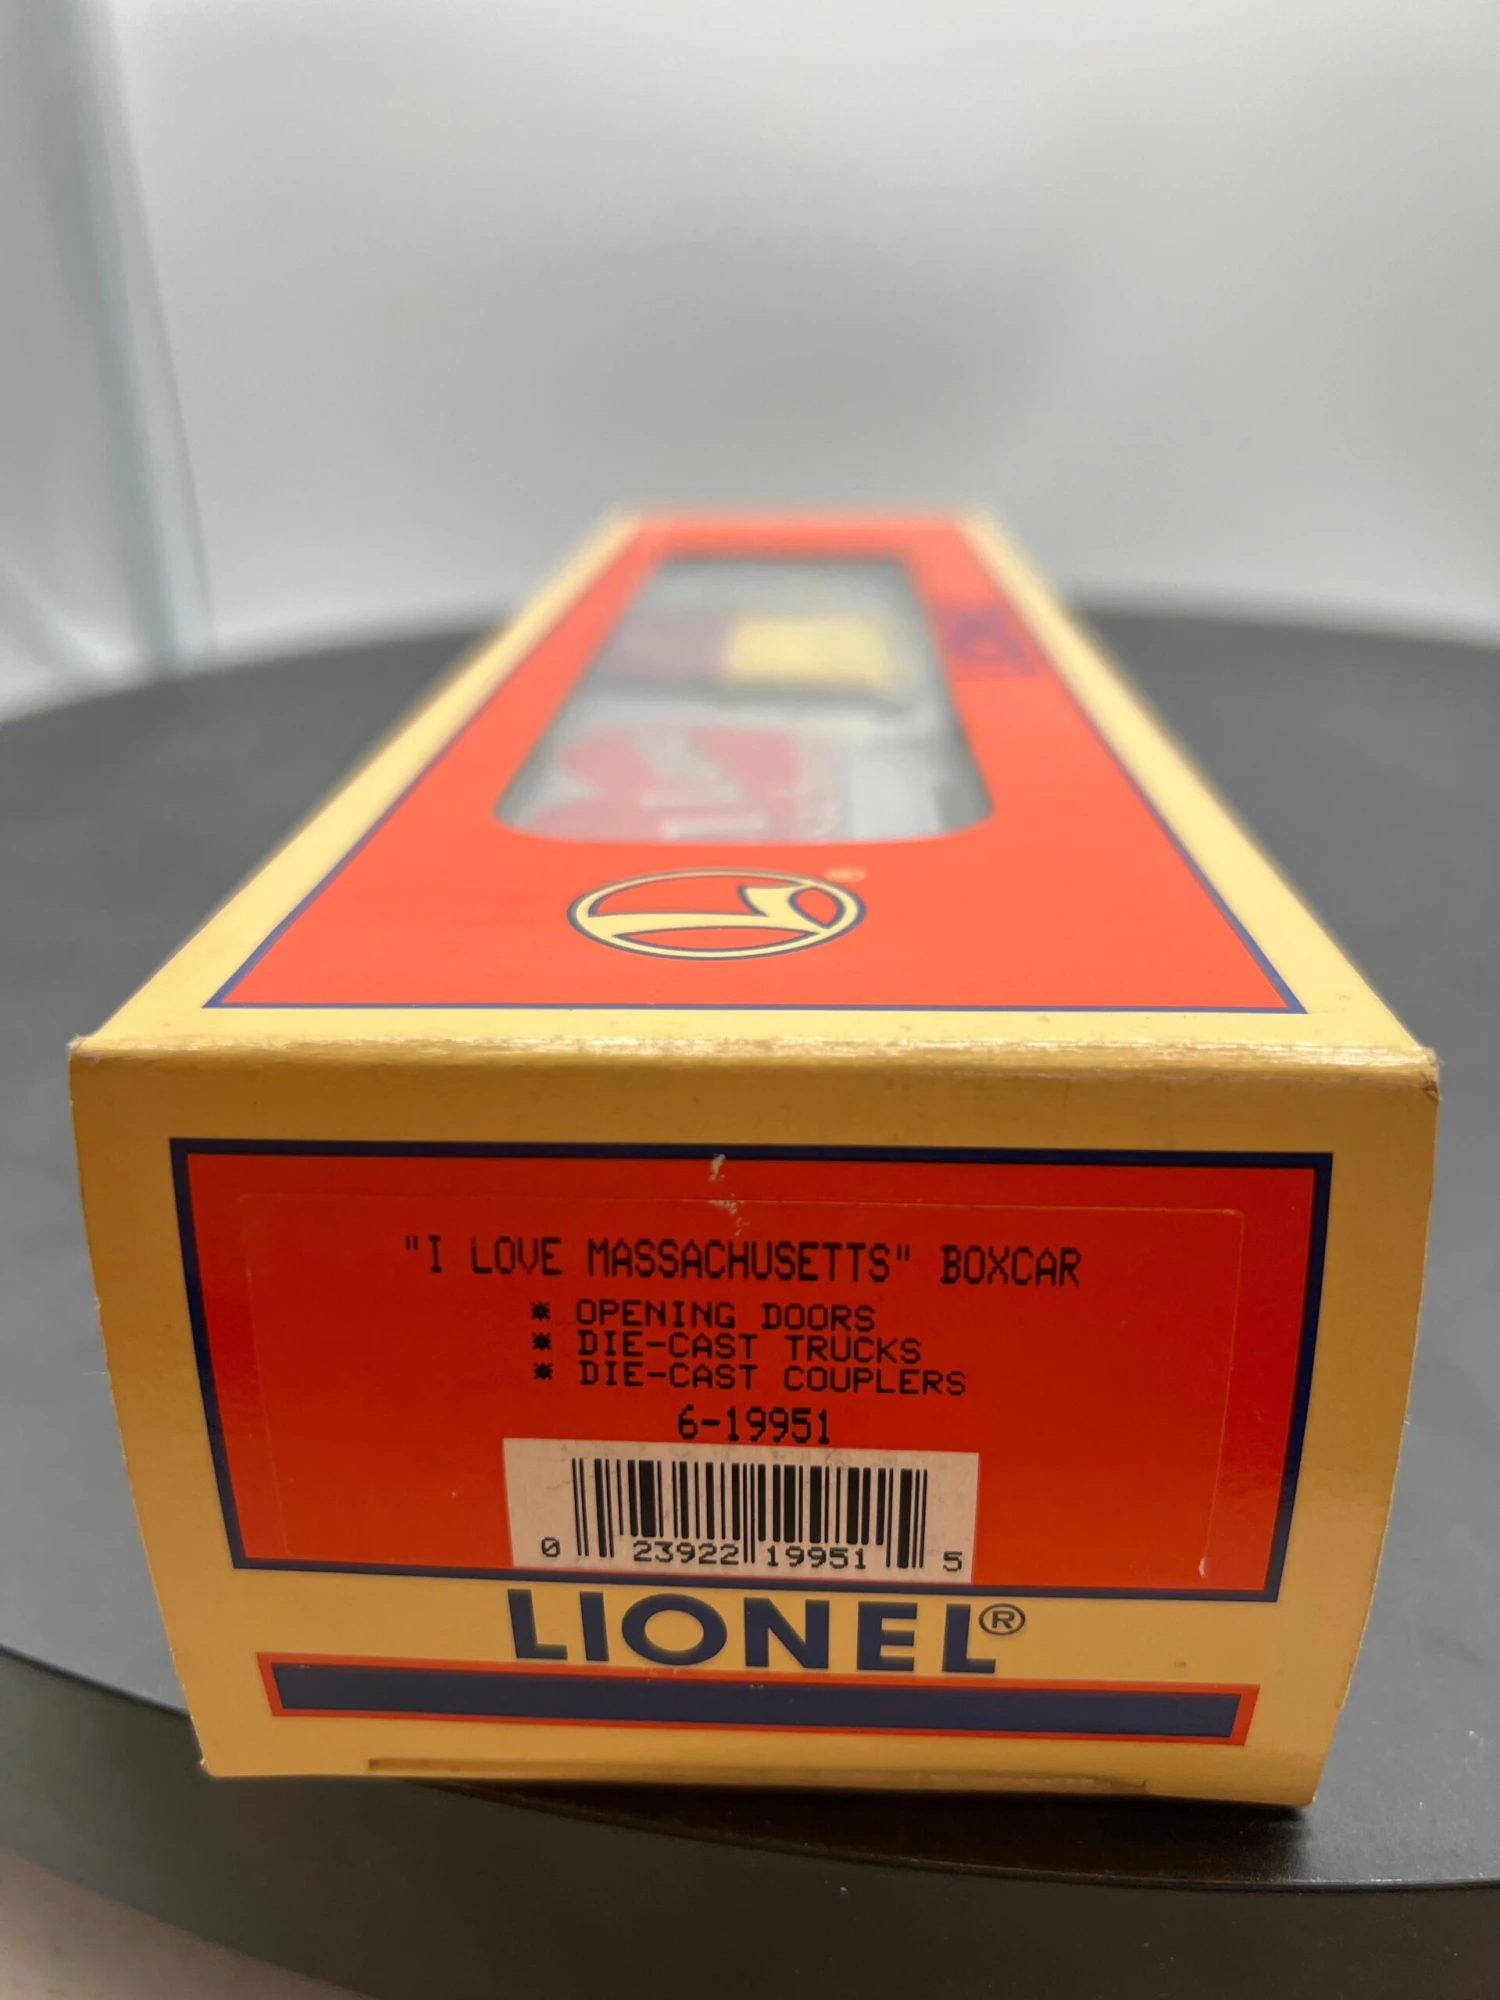 ®
"I LOVE MASSACHUSETTS" BOXCAR
※ OPENING DOORS
※ DIE-CAST TRUCKS
※ DIE-CAST COUPLERS
6-19951
0 23922 19951 5
LIONEL®